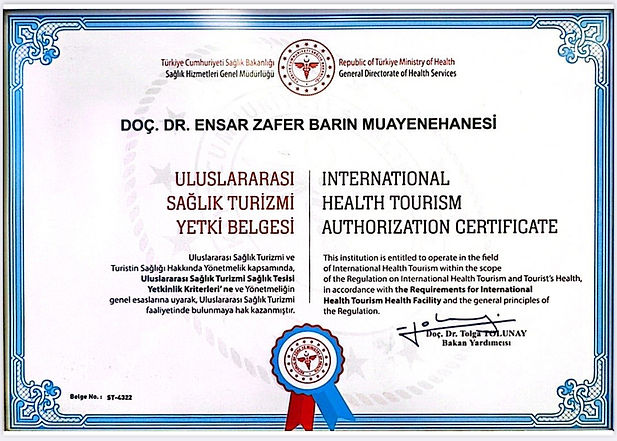 Türkiye Cumhuriyeti Sağlık Bakanlığı
Sağlık Hizmetleri Genel Müdürlüğü
Republic of Türkiye Ministry of Health
General Directorate of Health Services
DOÇ. DR. ENSAR ZAFER BARIN MUAYENEHANESİ
ULUSLARARASI
SAĞLIK TURİZMİ
YETKİ BELGESİ
INTERNATIONAL
HEALTH TOURISM
AUTHORIZATION CERTIFICATE
Uluslararası Sağlık Turizmi ve
Turistin Sağlığı Hakkında Yönetmelik kapsamında,
Uluslararası Sağlık Turizmi Sağlık Tesisi
Yetkinlik Kriterleri'ne ve Yönetmeliğin
genel esaslarına uyarak, Uluslararası Sağlık Turizmi
faaliyetinde bulunmaya hak kazanmıştır.
This institution is entitled to operate in the field
of International Health Tourism within the scope
of the Regulation on International Health Tourism and Tourist's Health,
in accordance with the Requirements for International
Health Tourism Health Facility and the general principles of
the Regulation.
Doç. Dr. Tolga TOLUNAY
Bakan Yardımcısı
Belge No.: ST-4322